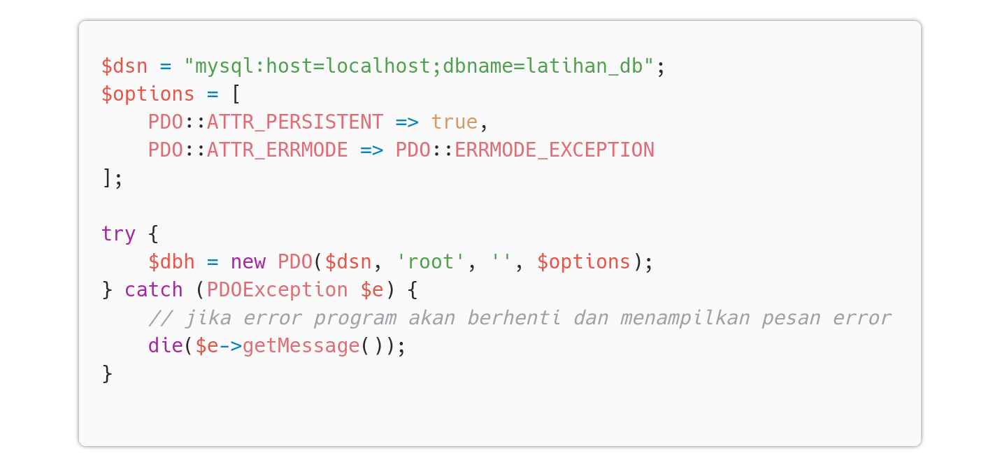 $dsn = "mysql:host=localhost;dbname=latihan_db";
$options = [
    PDO::ATTR_PERSISTENT => true,
    PDO::ATTR_ERRMODE => PDO::ERRMODE_EXCEPTION
];

try {
    $dbh = new PDO($dsn, 'root', '', $options);
} catch (PDOException $e) {
    // jika error program akan berhenti dan menampilkan pesan error
    die($e->getMessage());
}